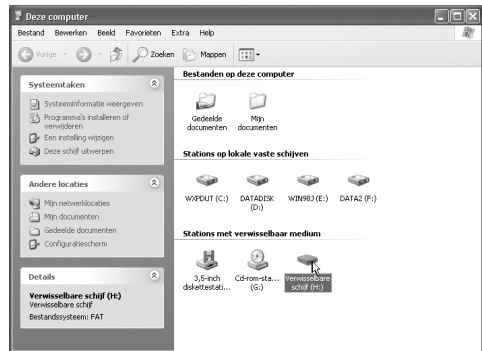 Deze computer
Bestand Bewerken Beeld Favorieten Extra Help
Vorige Zoeken Mappen
Systeemtaken
Systeeminformatie weergeven
Programma's installeren of
verwijderen
Een instelling wijzigen
Deze schijf uitwerpen
Andere locaties
Mijn netwerklocaties
Mijn documenten
Gedeelde documenten
Configuratiescherm
Details
Verwisselbare schijf (H:)
Verwisselbare schijf
Bestandssysteem: FAT
Bestanden op deze computer
Gedeelde documenten
Mijn documenten
Stations op lokale vaste schijven
WXPDUT (C:)
DATADISK (D:)
WIN98J (E:)
DATA2 (F:)
Stations met verwisselbaar medium
3,5-inch diskettestati...
Cd-rom-sta... (G:)
Verwisselbare schijf (H:)